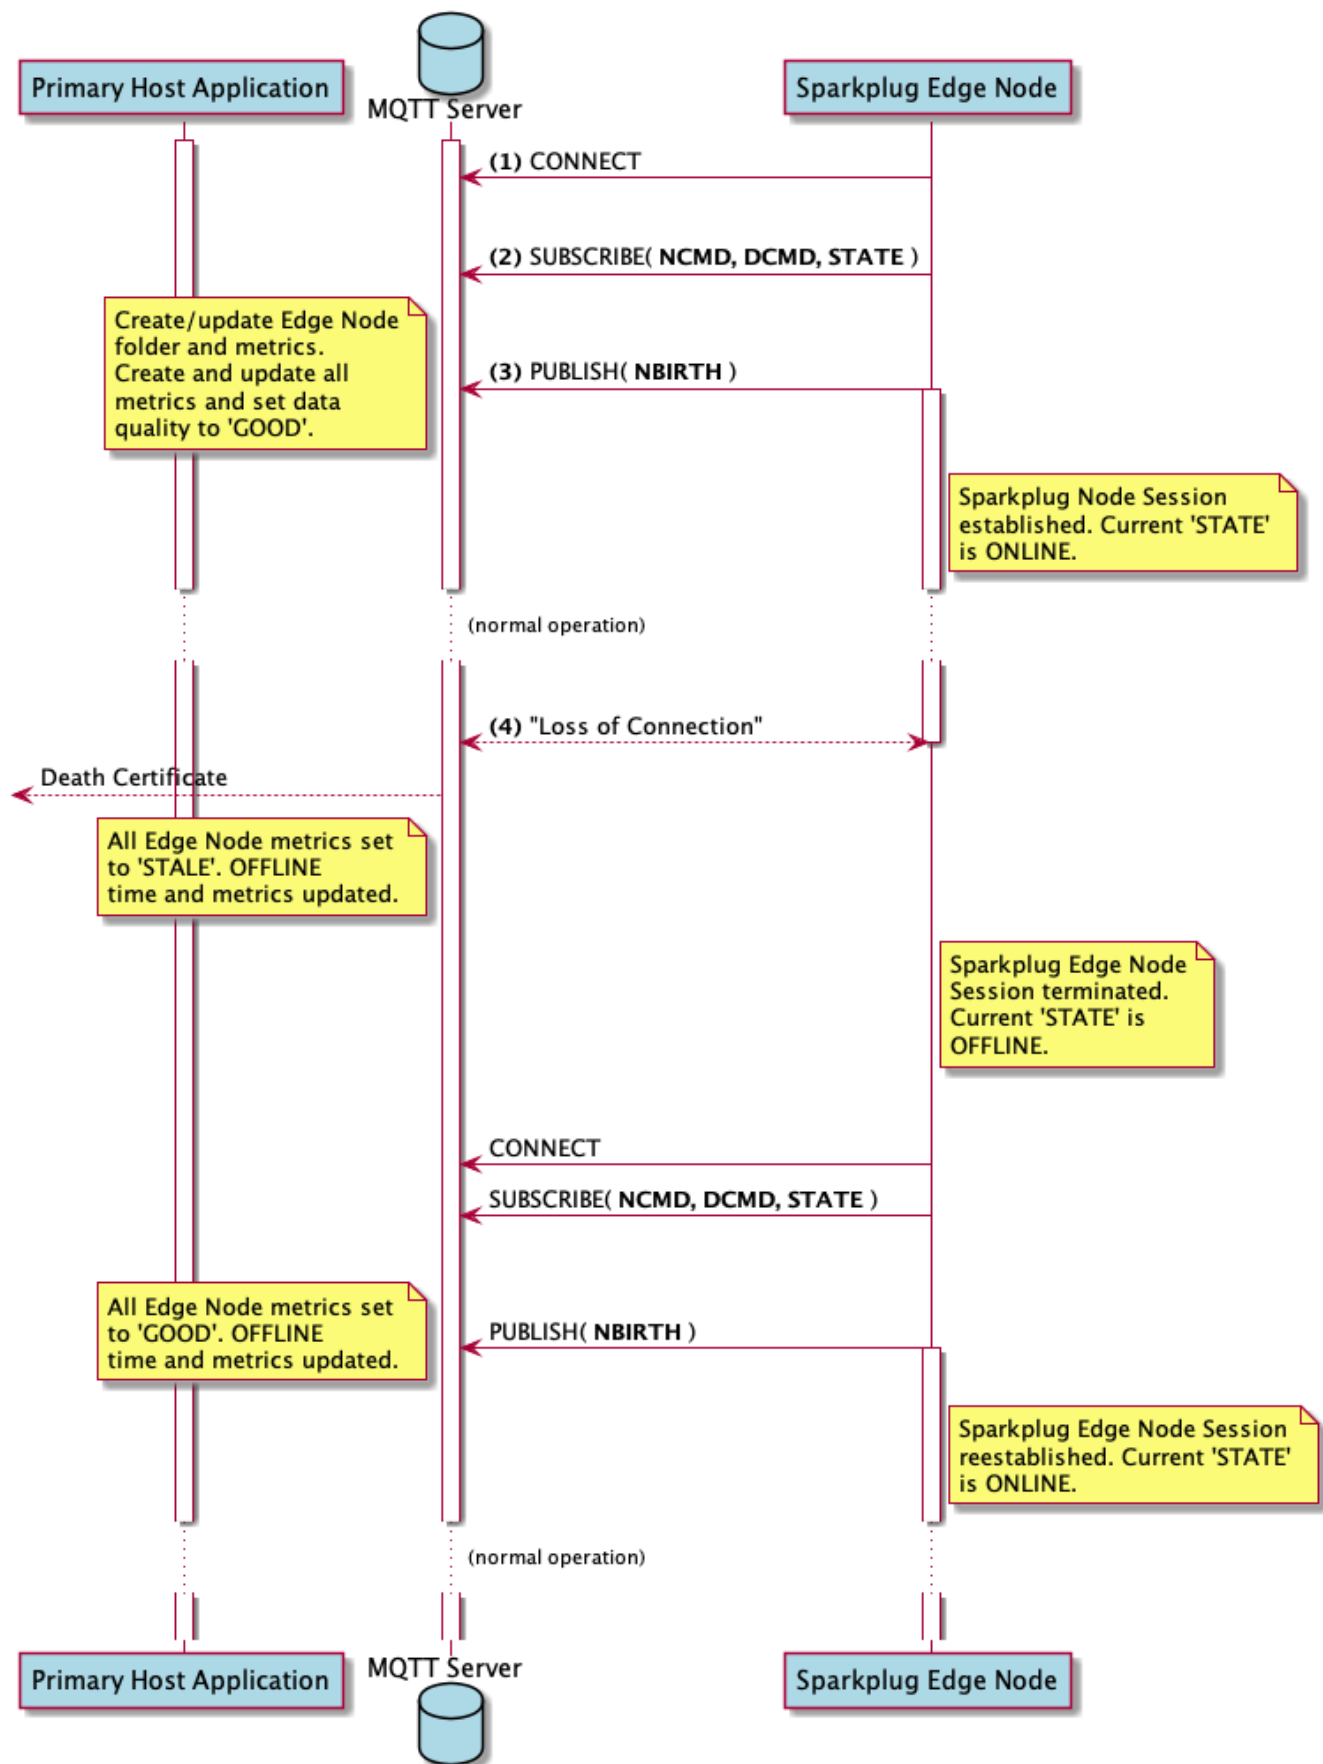 Primary Host Application
MQTT Server
Sparkplug Edge Node
(1) CONNECT
(2) SUBSCRIBE( NCMD, DCMD, STATE )
Create/update Edge Node
folder and metrics.
Create and update all
metrics and set data
quality to 'GOOD'.
(3) PUBLISH( NBIRTH )
Sparkplug Node Session
established. Current 'STATE'
is ONLINE.
(normal operation)
(4) "Loss of Connection"
Death Certificate
All Edge Node metrics set
to 'STALE'. OFFLINE
time and metrics updated.
Sparkplug Edge Node
Session terminated.
Current 'STATE' is
OFFLINE.
CONNECT
SUBSCRIBE( NCMD, DCMD, STATE )
All Edge Node metrics set
to 'GOOD'. OFFLINE
time and metrics updated.
PUBLISH( NBIRTH )
Sparkplug Edge Node Session
reestablished. Current 'STATE'
is ONLINE.
(normal operation)
Primary Host Application
MQTT Server
Sparkplug Edge Node